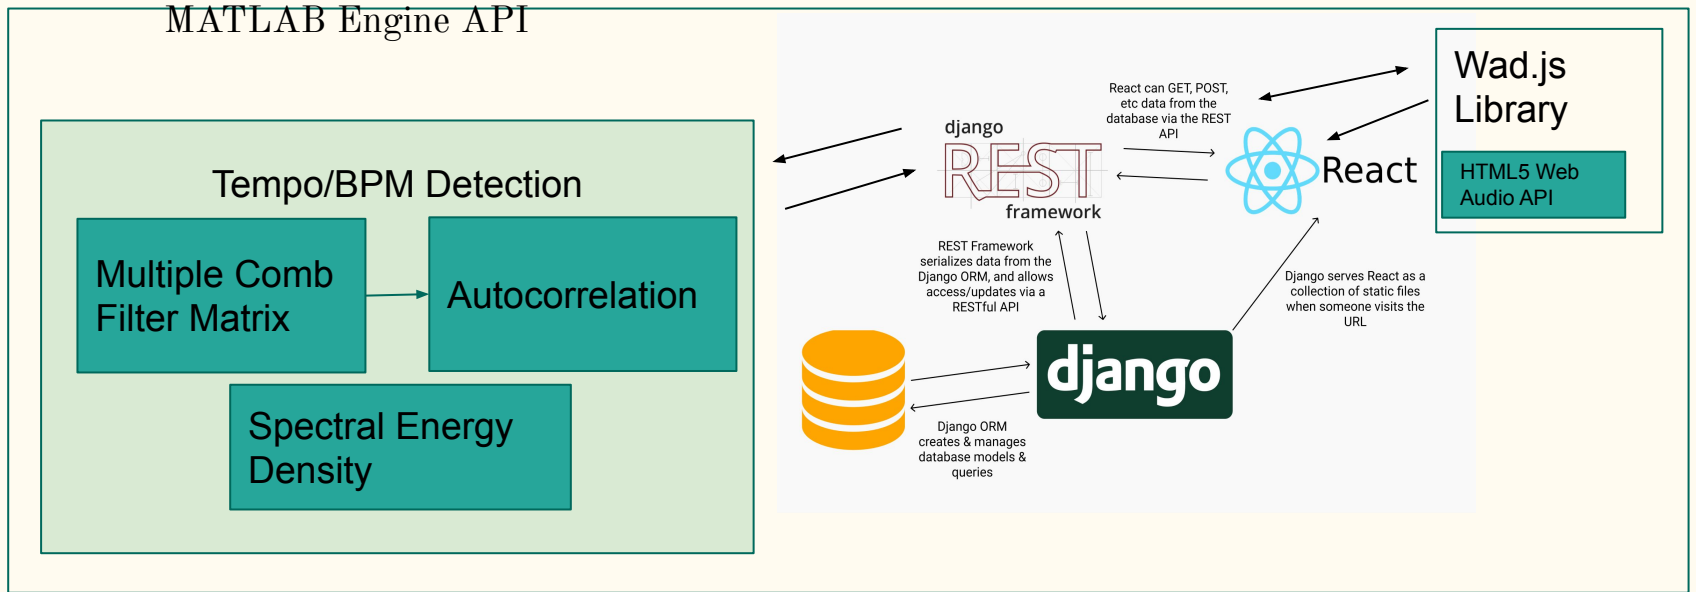 MATLAB Engine API
Tempo/BPM Detection
Multiple Comb
Filter Matrix
Autocorrelation
Spectral Energy
Density
django
REST
framework
React can GET, POST,
etc data from the
database via the REST
API
React
Wad.js
Library
HTML5 Web
Audio API
REST Framework
serializes data from the
Django ORM, and allows
access/updates via a
RESTful API
Django serves React as a
collection of static files
when someone visits the
URL
django
Django ORM
creates & manages
database models &
queries